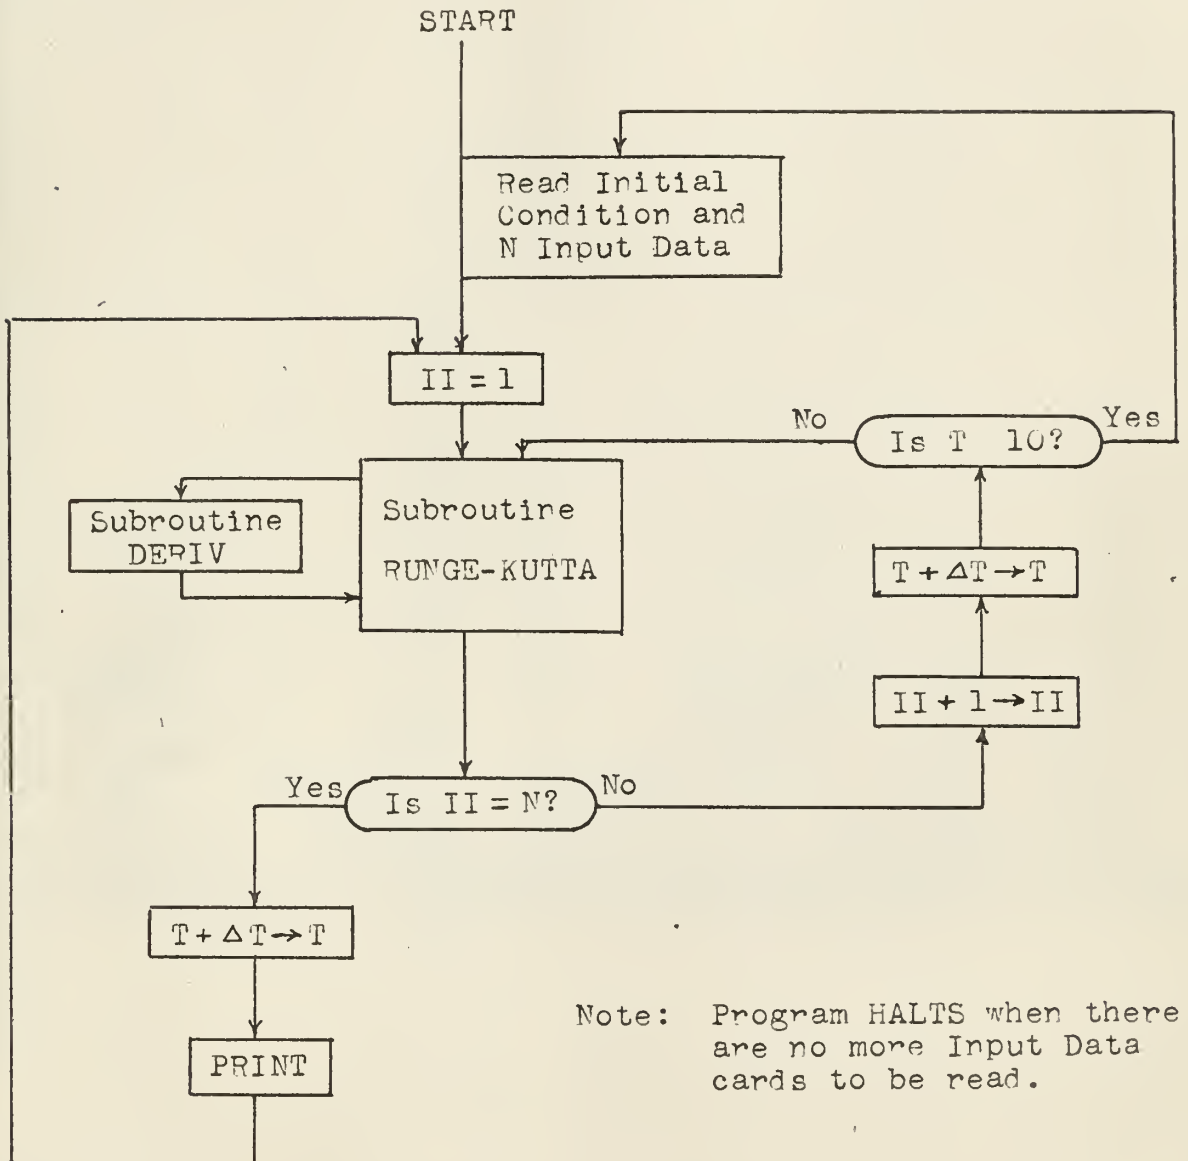 START
Read Initial
Condition and
N Input Data
II = 1
No
Is T 10?
Yes
Subroutine
DERIV
Subroutine
RUNGE-KUTTA
T + ΔT → T
II + 1 → II
Yes
Is II = N?
No
T + ΔT → T
PRINT
Note: Program HALTS when there
are no more Input Data
cards to be read.